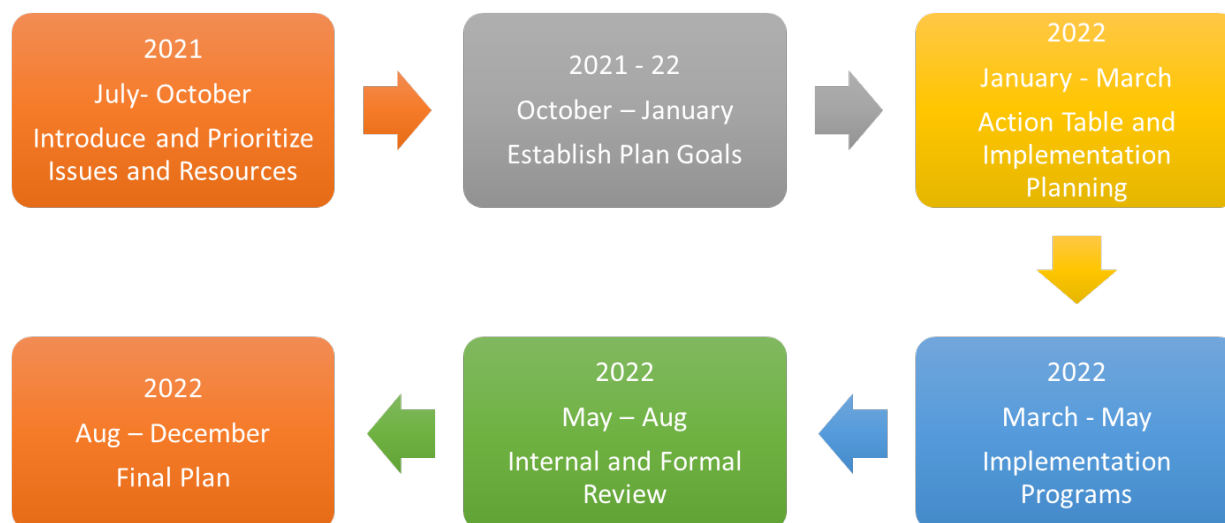 2021
July- October
Introduce and Prioritize
Issues and Resources
2021 - 22
October – January
Establish Plan Goals
2022
January - March
Action Table and
Implementation
Planning
2022
March - May
Implementation
Programs
2022
May – Aug
Internal and Formal
Review
2022
Aug – December
Final Plan